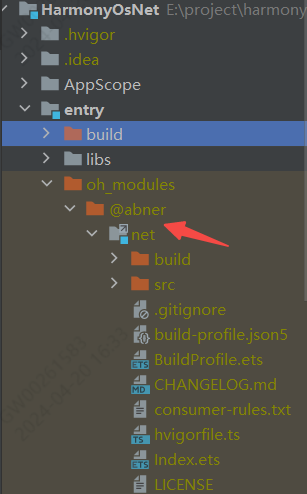 HarmonyOsNet E:\project\harmony
.hvigor
.idea
AppScope
entry
build
libs
oh_modules
@abner
net
build
src
.gitignore
build-profile.json5
BuildProfile.ets
CHANGELOG.md
consumer-rules.txt
hvigorfile.ts
Index.ets
LICENSE